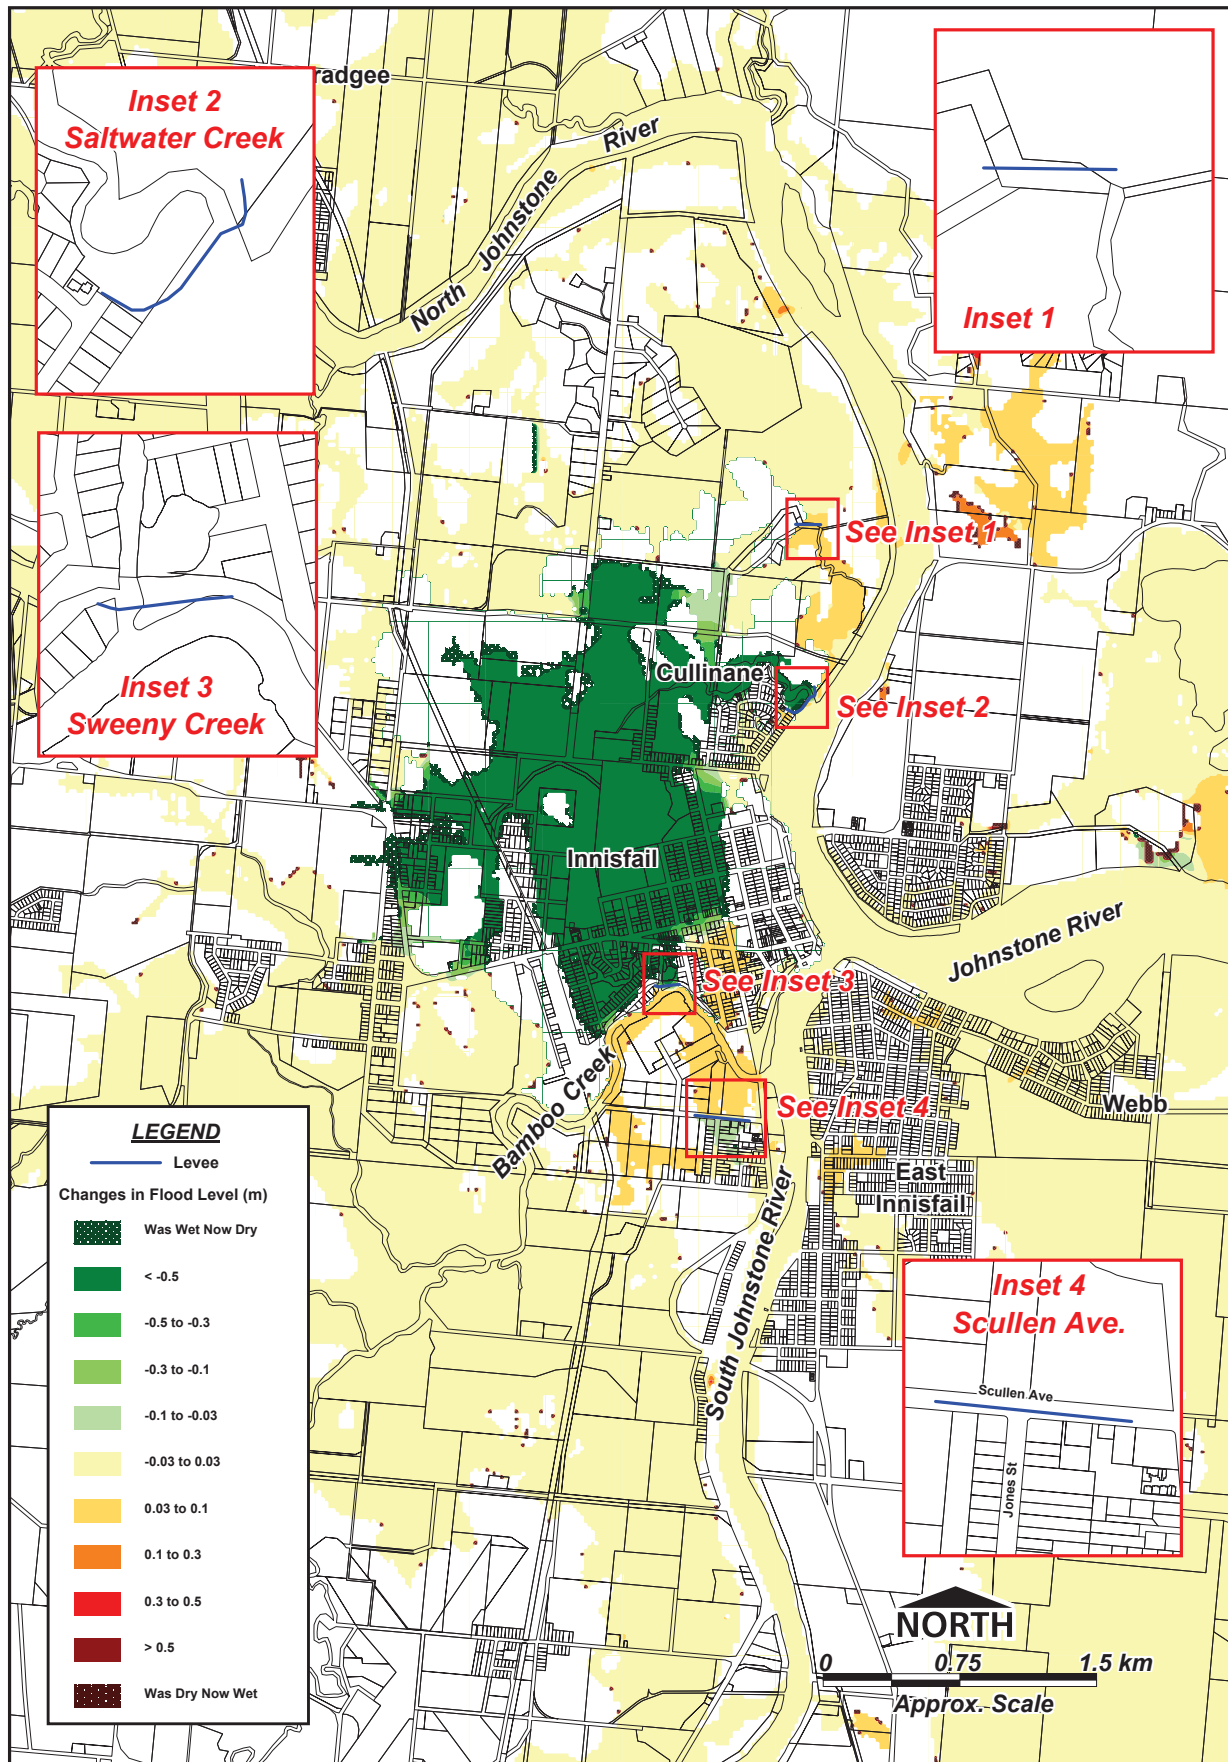 radgee
Inset 2
Saltwater Creek
North Johnstone River
Inset 1
See Inset 1
Inset 3
Sweeny Creek
Cullinane
See Inset 2
Innisfail
Johnstone River
See Inset 3
Bamboo Creek
See Inset 4
Webb
East
Innisfail
South Johnstone River
LEGEND
Levee
Changes in Flood Level (m)
Was Wet Now Dry
< -0.5
-0.5 to -0.3
-0.3 to -0.1
-0.1 to -0.03
-0.03 to 0.03
0.03 to 0.1
0.1 to 0.3
0.3 to 0.5
> 0.5
Was Dry Now Wet
Inset 4
Scullen Ave.
Scullen Ave
Jones St
NORTH
0 0.75 1.5 km
Approx. Scale